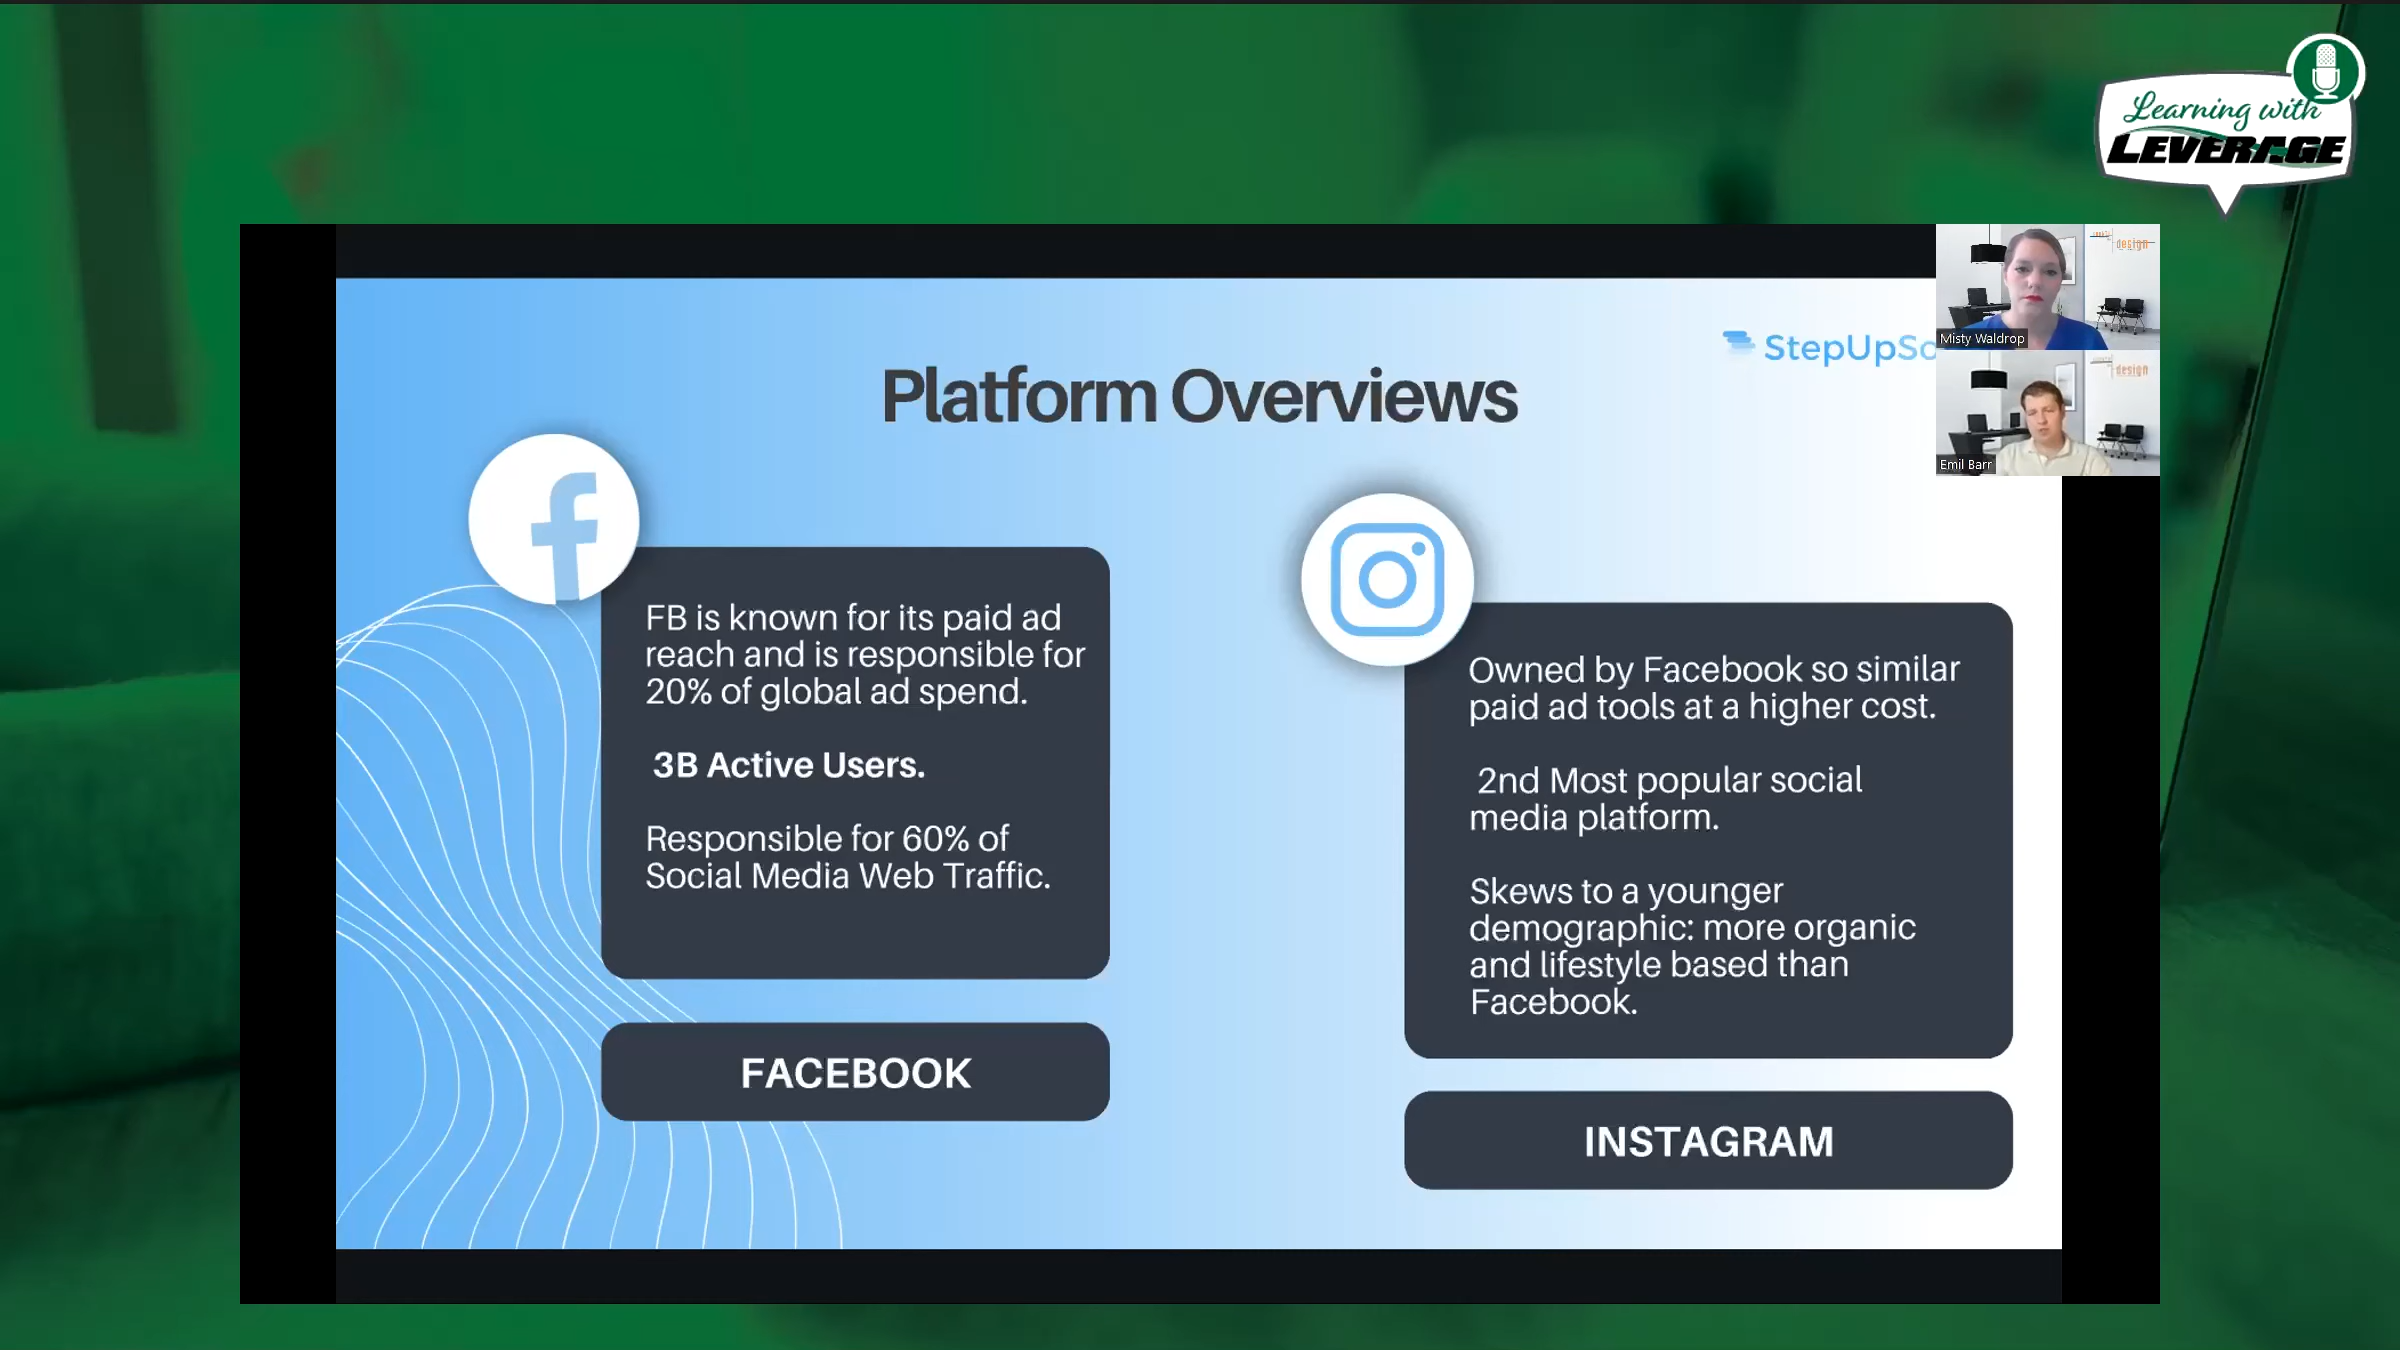 Learning with
LEVERAGE
design
Misty Waldrop
StepUpSo
Platform Overviews
design
Emil Barr
FB is known for its paid ad
reach and is responsible for
20% of global ad spend.
3B Active Users.
Responsible for 60% of
Social Media Web Traffic.
FACEBOOK
Owned by Facebook so similar
paid ad tools at a higher cost.
2nd Most popular social
media platform.
Skews to a younger
demographic: more organic
and lifestyle based than
Facebook.
INSTAGRAM